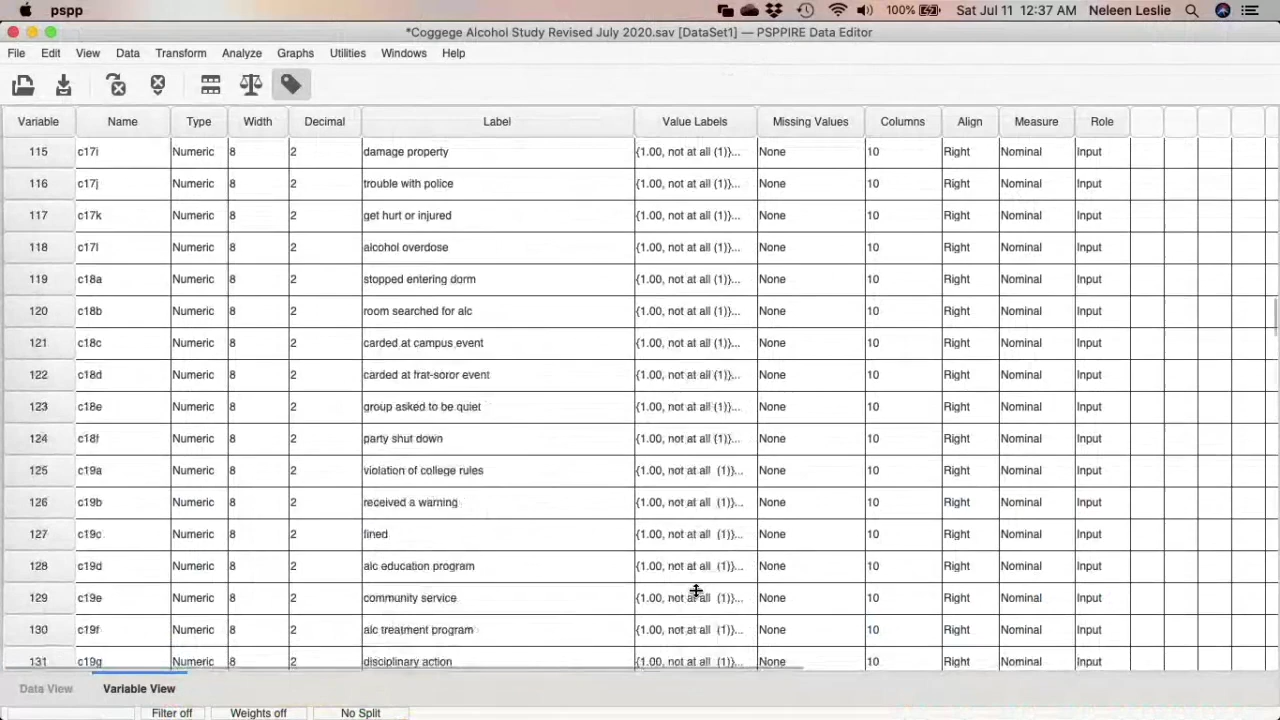 pspp 100% Sat Jul 11 12:37 AM Neleen Leslie
*Coggege Alcohol Study Revised July 2020.sav [DataSet1] — PSPPIRE Data Editor
File Edit View Data Transform Analyze Graphs Utilities Windows Help
Variable Name Type Width Decimal Label Value Labels Missing Values Columns Align Measure Role
115 c17i Numeric 8 2 damage property {1.00, not at all (1)}... None 10 Right Nominal Input
116 c17j Numeric 8 2 trouble with police {1.00, not at all (1)}... None 10 Right Nominal Input
117 c17k Numeric 8 2 get hurt or injured {1.00, not at all (1)}... None 10 Right Nominal Input
118 c17l Numeric 8 2 alcohol overdose {1.00, not at all (1)}... None 10 Right Nominal Input
119 c18a Numeric 8 2 stopped entering dorm {1.00, not at all (1)}... None 10 Right Nominal Input
120 c18b Numeric 8 2 room searched for alc {1.00, not at all (1)}... None 10 Right Nominal Input
121 c18c Numeric 8 2 carded at campus event {1.00, not at all (1)}... None 10 Right Nominal Input
122 c18d Numeric 8 2 carded at frat-soror event {1.00, not at all (1)}... None 10 Right Nominal Input
123 c18e Numeric 8 2 group asked to be quiet {1.00, not at all (1)}... None 10 Right Nominal Input
124 c18f Numeric 8 2 party shut down {1.00, not at all (1)}... None 10 Right Nominal Input
125 c19a Numeric 8 2 violation of college rules {1.00, not at all (1)}... None 10 Right Nominal Input
126 c19b Numeric 8 2 received a warning {1.00, not at all (1)}... None 10 Right Nominal Input
127 c19c Numeric 8 2 fined {1.00, not at all (1)}... None 10 Right Nominal Input
128 c19d Numeric 8 2 alc education program {1.00, not at all (1)}... None 10 Right Nominal Input
129 c19e Numeric 8 2 community service {1.00, not at all (1)}... None 10 Right Nominal Input
130 c19f Numeric 8 2 alc treatment program {1.00, not at all (1)}... None 10 Right Nominal Input
131 c19g Numeric 8 2 disciplinary action {1.00, not at all (1)}... None 10 Right Nominal Input
Data View Variable View
Filter off Weights off No Split